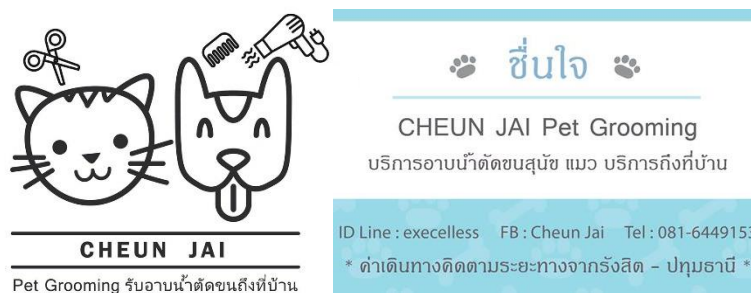 CHEUN JAI
Pet Grooming รับอาบน้ำตัดขนถึงที่บ้าน
ชื่นใจ
CHEUN JAI Pet Grooming
บริการอาบน้ำตัดขนสุนัข แมว บริการถึงที่บ้าน
ID Line : execelless FB : Cheun Jai Tel : 081-6449153
* ค่าเดินทางคิดตามระยะทางจากรังสิต - ปทุมธานี *